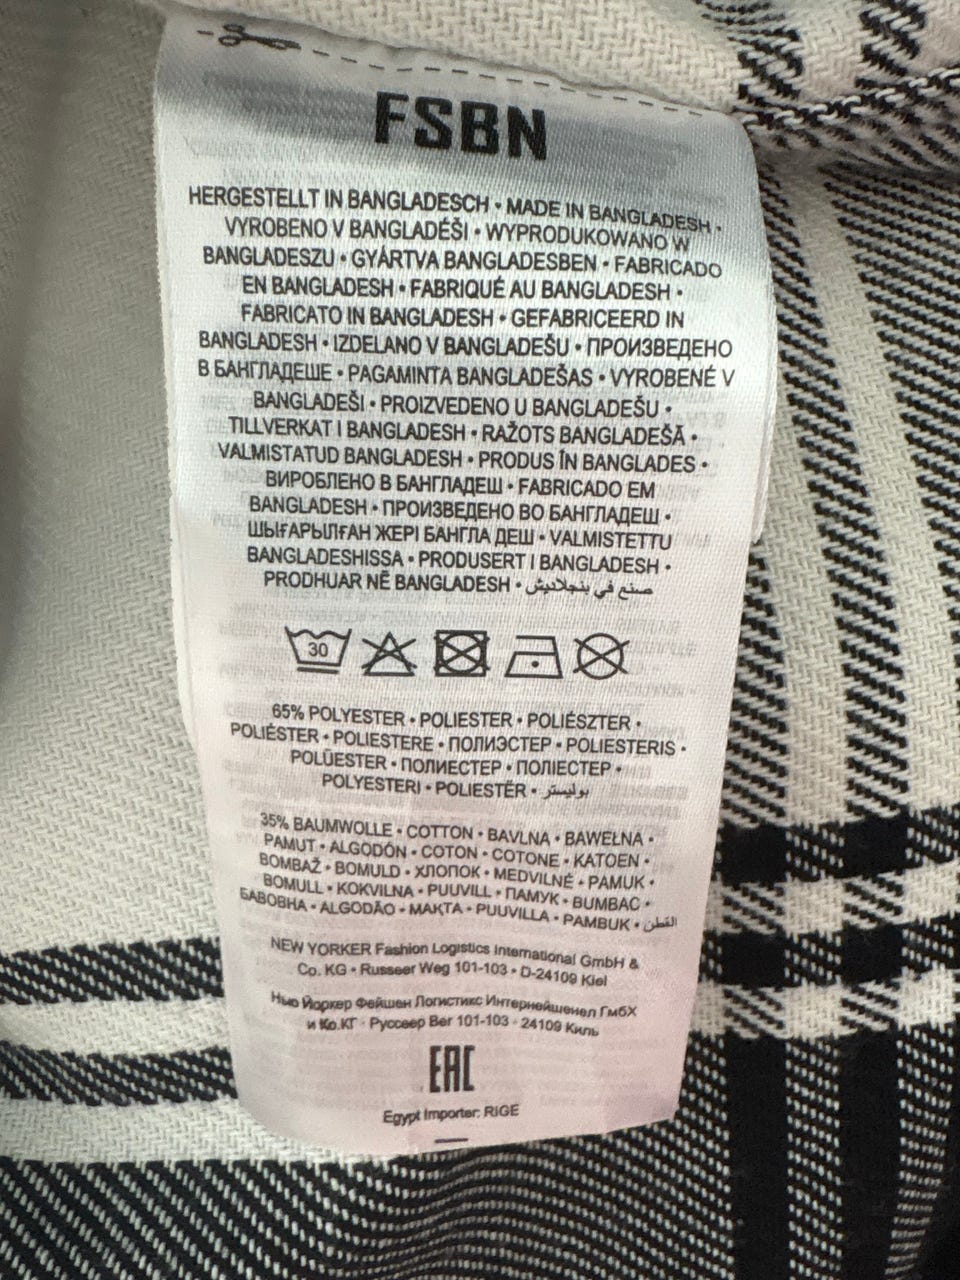 FSBN
HERGESTELLT IN BANGLADESCH • MADE IN BANGLADESH •
VYROBENO V BANGLADÉŠI • WYPRODUKOWANO W
BANGLADESZU • GYÁRTVA BANGLADESBEN • FABRICADO
EN BANGLADESH • FABRIQUÉ AU BANGLADESH •
FABRICATO IN BANGLADESH • GEFABRICEERD IN
BANGLADESH • IZDELANO V BANGLADEŠU • ПРОИЗВЕДЕНО
В БАНГЛАДЕШЕ • PAGAMINTA BANGLADEŠAS • VYROBENÉ V
BANGLADEŠI • PROIZVEDENO U BANGLADEŠU •
TILLVERKAT I BANGLADESH • RAŽOTS BANGLADEŠĀ •
VALMISTATUD BANGLADESH • PRODUS ÎN BANGLADES •
ВИРОБЛЕНО В БАНГЛАДЕШ • FABRICADO EM
BANGLADESH • ПРОИЗВЕДЕНО ВО БАНГЛАДЕШ •
ШЫҒАРЫЛҒАН ЖЕРІ БАНГЛА ДЕШ • VALMISTETTU
BANGLADESHISSA • PRODUSERT I BANGLADESH •
PRODHUAR NË BANGLADESH • صنع في بنجلاديش
30
65% POLYESTER • POLIESTER • POLIÉSZTER •
POLIÉSTER • POLIESTERE • ПОЛИЭСТЕР • POLIESTERIS •
POLÜESTER • ПОЛИЕСТЕР • ПОЛІЕСТЕР •
POLYESTERI • POLIESTËR • بوليستر
35% BAUMWOLLE • COTTON • BAVLNA • BAWEŁNA •
PAMUT • ALGODÓN • COTON • COTONE • KATOEN •
BOMBAŽ • BOMULD • ХЛОПОК • MEDVILNĖ • PAMUK •
BOMULL • KOKVILNA • PUUVILL • ПАМУК • BUMBAC •
БАВОВНА • ALGODÃO • МАҚТА • PUUVILLA • PAMBUK • القطن
NEW YORKER Fashion Logistics International GmbH &
Co. KG • Russeer Weg 101-103 • D-24109 Kiel
Нью Йоркер Фейшен Логистикс Интернейшенел ГмбХ
и Ко.КГ · Руссеер Вег 101-103 · 24109 Киль
EAC
Egypt Importer: RIGE